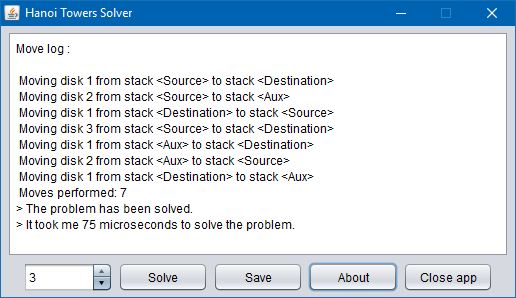 Hanoi Towers Solver
Move log :
Moving disk 1 from stack <Source> to stack <Destination>
Moving disk 2 from stack <Source> to stack <Aux>
Moving disk 1 from stack <Destination> to stack <Source>
Moving disk 3 from stack <Source> to stack <Destination>
Moving disk 1 from stack <Aux> to stack <Destination>
Moving disk 2 from stack <Aux> to stack <Source>
Moving disk 1 from stack <Destination> to stack <Aux>
Moves performed: 7
> The problem has been solved.
> It took me 75 microseconds to solve the problem.
3 Solve Save About Close app